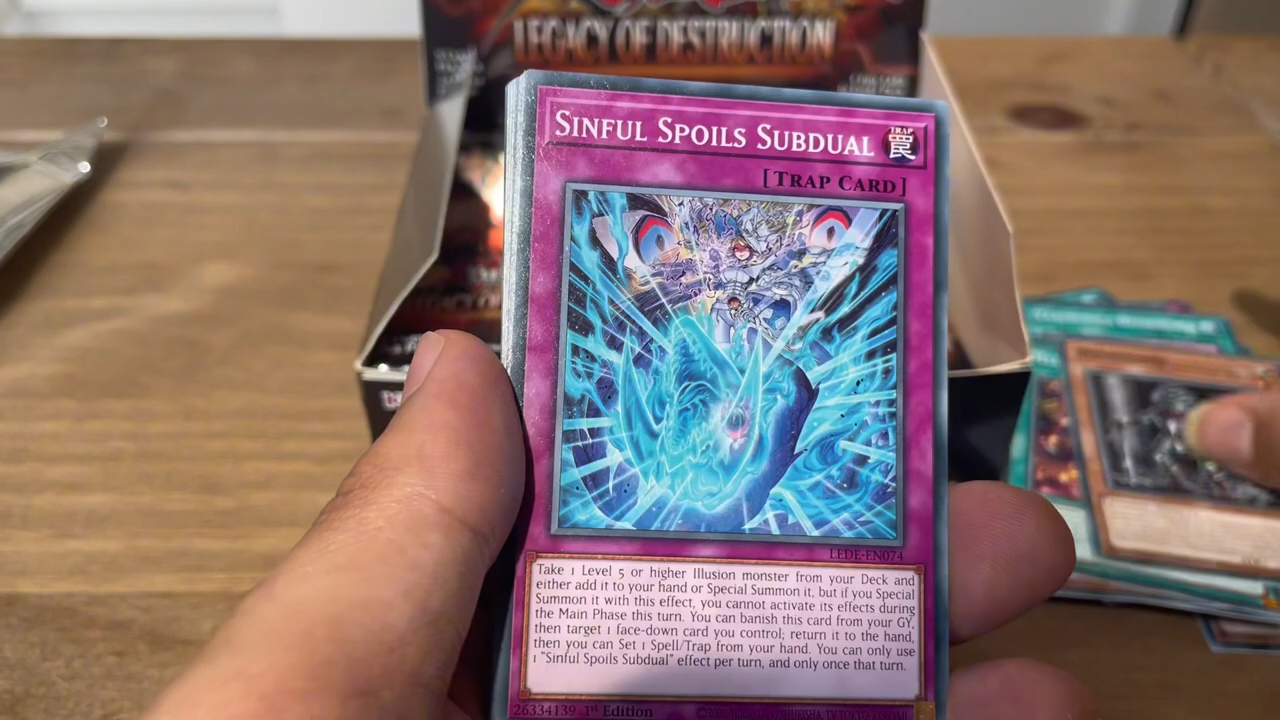 LEGACY OF DESTRUCTION
SINFUL SPOILS SUBDUAL
TRAP
罠
[TRAP CARD]
LEDE-EN074
Take 1 Level 5 or higher Illusion monster from your Deck and
either add it to your hand or Special Summon it, but if you Special
Summon it with this effect, you cannot activate its effects during
the Main Phase this turn. You can banish this card from your GY,
then target 1 face-down card you control; return it to the hand,
then you can Set 1 Spell/Trap from your hand. You can only use
1 "Sinful Spoils Subdual" effect per turn, and only once that turn.
26334139 1st Edition